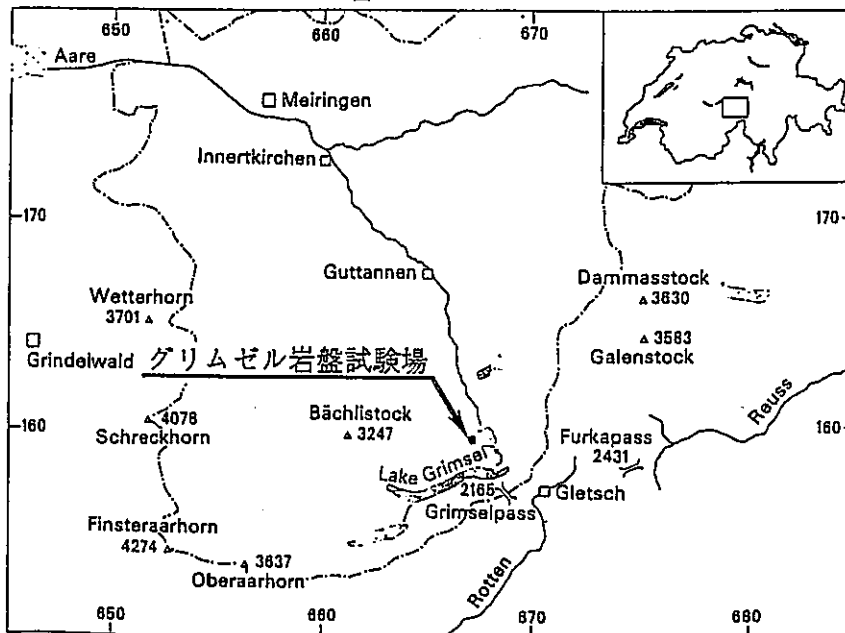 650
660
670
Aare
Meiringen
Innertkirchen
170
170
Guttannen
Dammastock
3630
Wetterhorn
3701
3583
Galenstock
Grindelwald
グリムゼル岩盤試験場
Bächlistock
3247
4078
Schreckhorn
160
160
Reuss
Furkapass
2431
Lake Grimsel
2165
Grimselpass
Gletsch
Finsteraarhorn
4274
3637
Oberaarhorn
Rotten
650
660
670
680